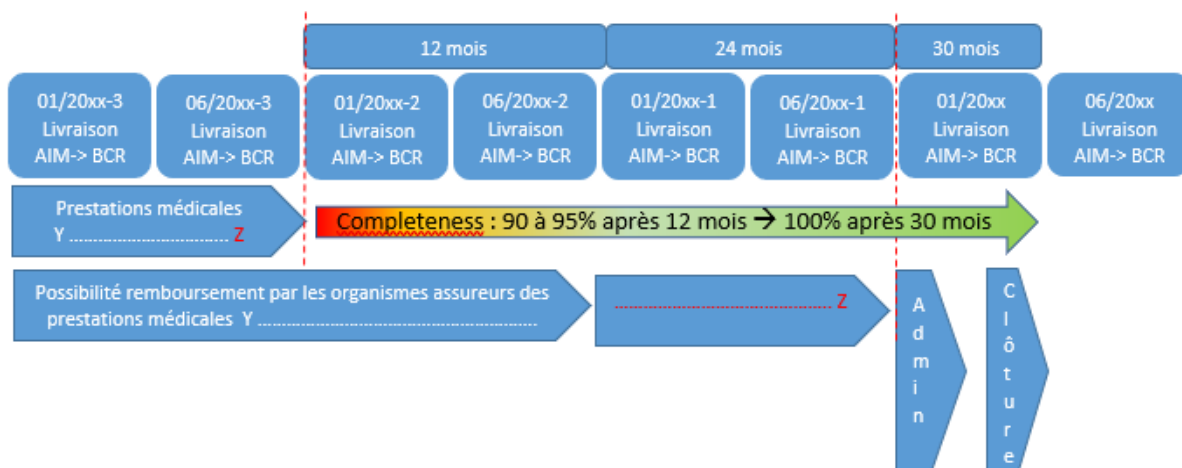 12 mois
24 mois
30 mois
01/20xx-3
Livraison
AIM-> BCR
06/20xx-3
Livraison
AIM-> BCR
01/20xx-2
Livraison
AIM-> BCR
06/20xx-2
Livraison
AIM-> BCR
01/20xx-1
Livraison
AIM-> BCR
06/20xx-1
Livraison
AIM-> BCR
01/20xx
Livraison
AIM-> BCR
06/20xx
Livraison
AIM-> BCR
Prestations médicales
Y ........................................ Z
Completeness : 90 à 95% après 12 mois → 100% après 30 mois
Possibilité remboursement par les organismes assureurs des
prestations médicales Y ......................................................................
...................................................... Z
Admin
Clôture